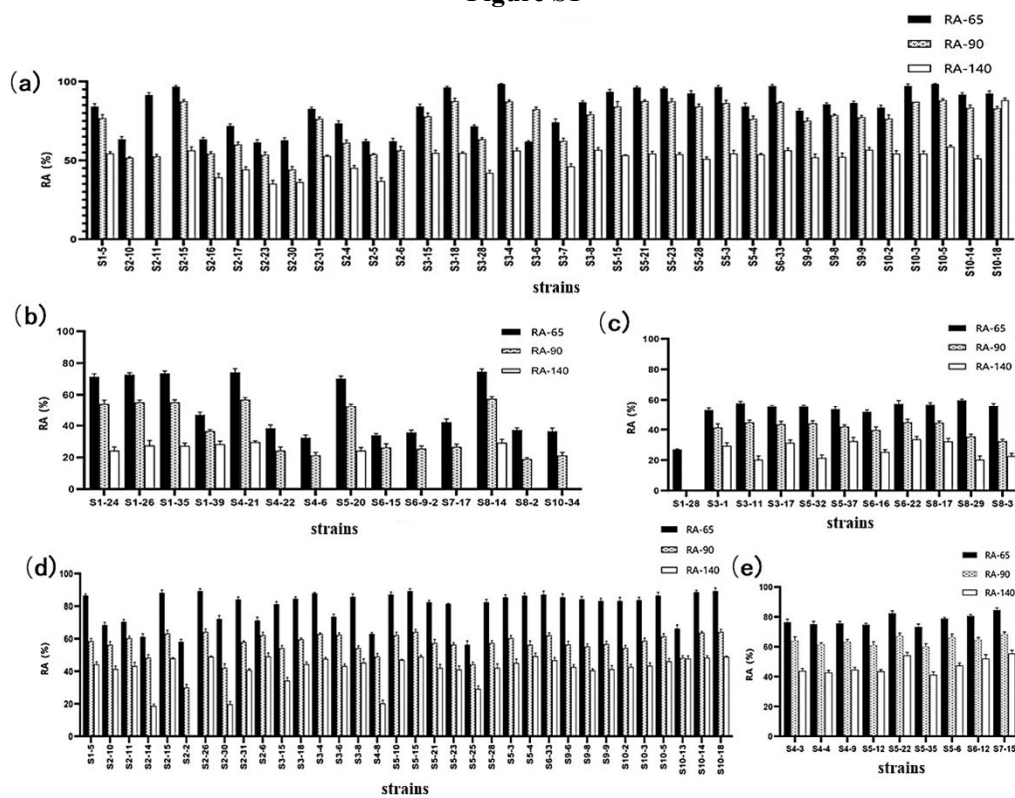 Figure S1
RA-65
RA-90
RA-140
(a)
RA (%)
100
50
0
S1-5 S2-10 S2-11 S2-15 S2-16 S2-17 S2-23 S2-30 S2-31 S2-4 S2-5 S2-6 S3-15 S3-18 S3-28 S3-4 S3-6 S3-7 S3-8 S5-15 S5-21 S5-23 S5-28 S5-3 S5-4 S6-33 S9-6 S9-8 S9-9 S10-2 S10-3 S10-5 S10-14 S10-18
strains
(b)
RA-65
RA-90
RA-140
RA (%)
100
80
60
40
20
0
S1-24 S1-26 S1-35 S1-39 S4-21 S4-22 S4-6 S5-20 S6-15 S6-9-2 S7-17 S8-14 S8-2 S10-34
strains
(c)
RA-65
RA-90
RA-140
RA (%)
100
80
60
40
20
0
S1-28 S3-1 S3-11 S3-17 S5-32 S5-37 S6-16 S6-22 S8-17 S8-29 S8-3
strains
(d)
RA-65
RA-90
RA-140
RA (%)
100
80
60
40
20
0
S1-5 S2-10 S2-11 S2-14 S2-15 S2-2 S2-26 S2-30 S2-31 S2-6 S3-15 S3-18 S3-4 S3-6 S3-8 S4-8 S5-10 S5-15 S5-21 S5-23 S5-25 S5-28 S5-3 S5-4 S6-33 S9-6 S9-8 S9-9 S10-2 S10-3 S10-5 S10-13 S10-14 S10-18
strains
(e)
RA-65
RA-90
RA-140
RA (%)
100
80
60
40
20
0
S4-3 S4-4 S4-9 S5-12 S5-22 S5-35 S5-6 S6-12 S7-15
strains